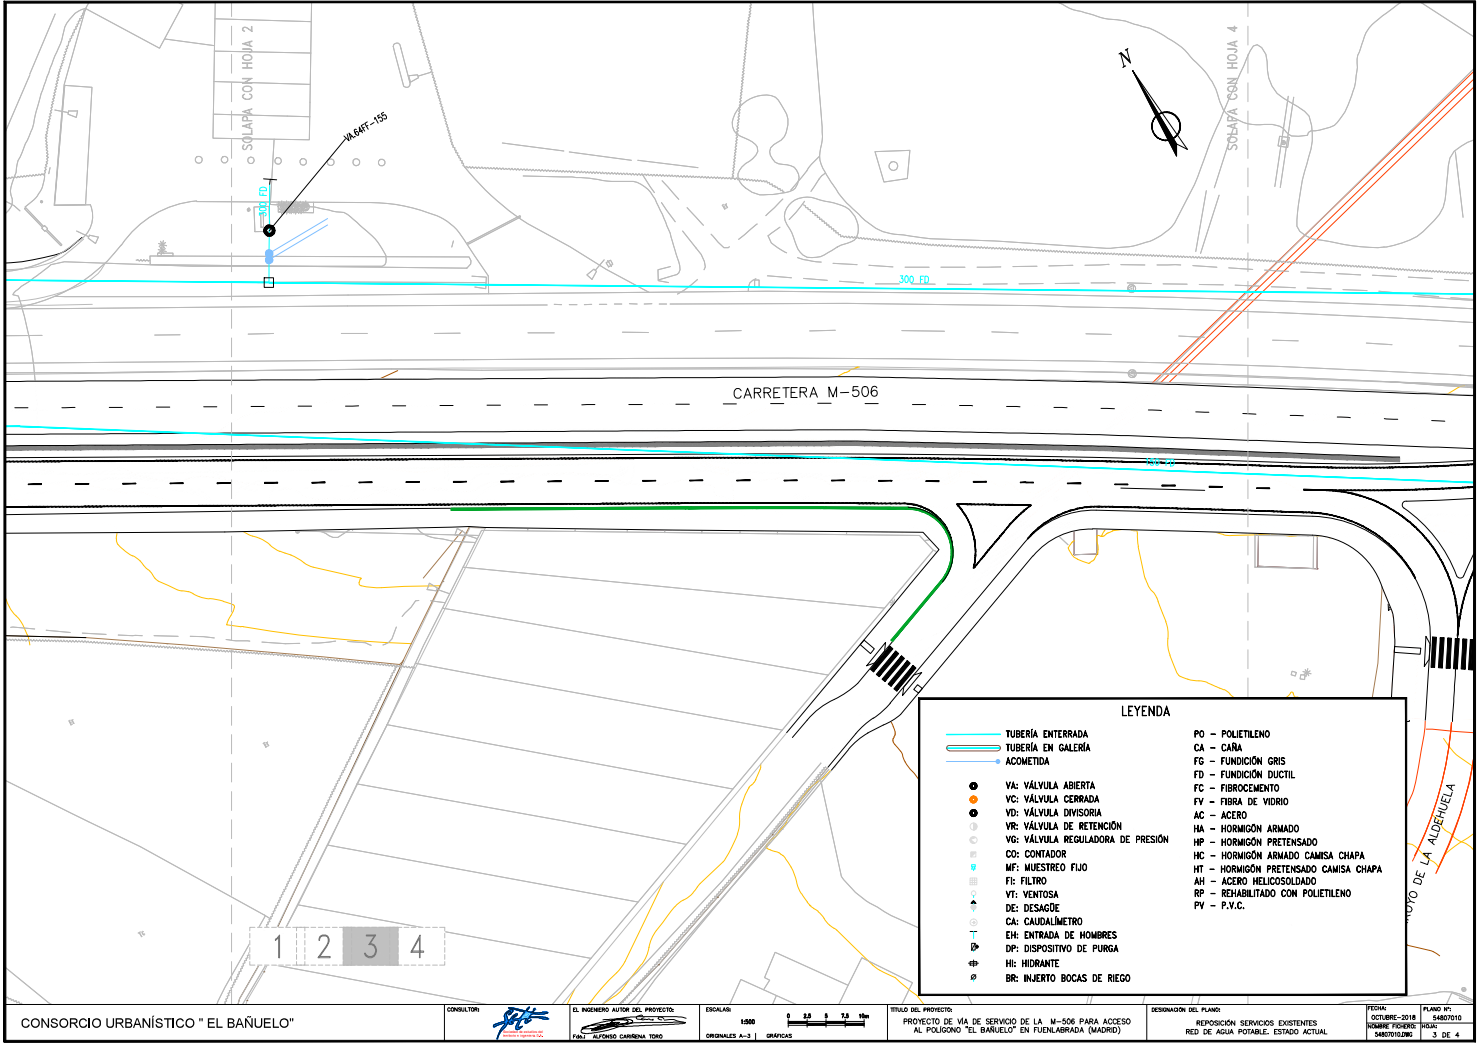 SOLAPA CON HOJA 2
SOLAPA CON HOJA 4
N
VA.64FF-155
300 FD
300 FD
CARRETERA M-506
ROYO DE LA ALDEHUELA
LEYENDA
TUBERÍA ENTERRADA
TUBERÍA EN GALERÍA
ACOMETIDA
VA: VÁLVULA ABIERTA
VC: VÁLVULA CERRADA
VD: VÁLVULA DIVISORIA
VR: VÁLVULA DE RETENCIÓN
VG: VÁLVULA REGULADORA DE PRESIÓN
CO: CONTADOR
MF: MUESTREO FIJO
FI: FILTRO
VT: VENTOSA
DE: DESAGÜE
CA: CAUDALÍMETRO
EH: ENTRADA DE HOMBRES
DP: DISPOSITIVO DE PURGA
HI: HIDRANTE
BR: INJERTO BOCAS DE RIEGO
PO - POLIETILENO
CA - CAÑA
FG - FUNDICIÓN GRIS
FD - FUNDICIÓN DUCTIL
FC - FIBROCEMENTO
FV - FIBRA DE VIDRIO
AC - ACERO
HA - HORMIGÓN ARMADO
HP - HORMIGÓN PRETENSADO
HC - HORMIGÓN ARMADO CAMISA CHAPA
HT - HORMIGÓN PRETENSADO CAMISA CHAPA
AH - ACERO HELICOSOLDADO
RP - REHABILITADO CON POLIETILENO
PV - P.V.C.
1 2 3 4
CONSORCIO URBANÍSTICO " EL BAÑUELO"
CONSULTOR:
EL INGENIERO AUTOR DEL PROYECTO:
Fdo.: ALFONSO CARIÑENA TORO
ESCALAS:
1:500
ORIGINALES A-3
GRÁFICAS
0 2,5 5 7,5 10m
TITULO DEL PROYECTO:
PROYECTO DE VÍA DE SERVICIO DE LA M-506 PARA ACCESO
AL POLÍGONO "EL BAÑUELO" EN FUENLABRADA (MADRID)
DESIGNACIÓN DEL PLANO:
REPOSICIÓN SERVICIOS EXISTENTES
RED DE AGUA POTABLE. ESTADO ACTUAL
FECHA:
OCTUBRE-2018
NOMBRE FICHERO:
54807010.DWG
PLANO Nº:
54807010
HOJA:
3 DE 4